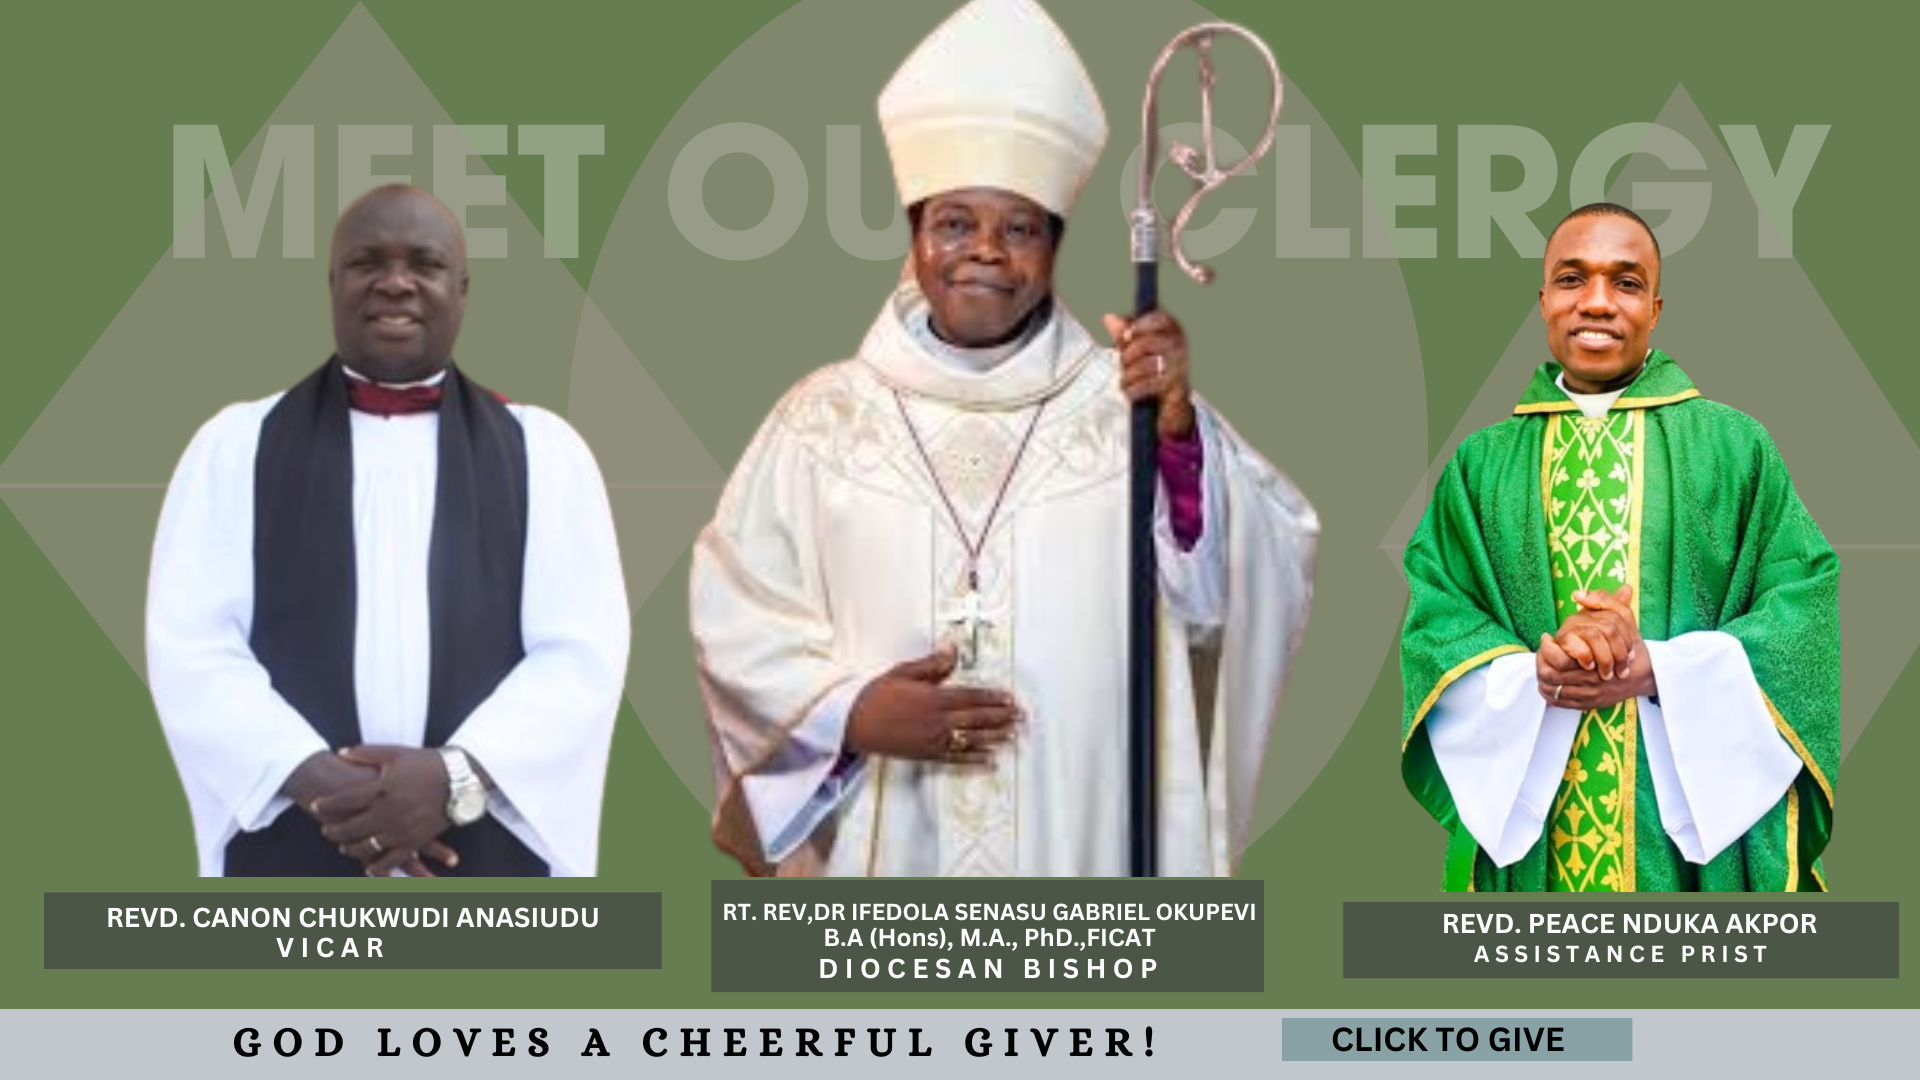 MEET OUR CLERGY
REVD. CANON CHUKWUDI ANASIUDU
VICAR
RT. REV,DR IFEDOLA SENASU GABRIEL OKUPEVI
B.A (Hons), M.A., PhD.,FICAT
DIOCESAN BISHOP
REVD. PEACE NDUKA AKPOR
ASSISTANCE PRIST
GOD LOVES A CHEERFUL GIVER!
CLICK TO GIVE